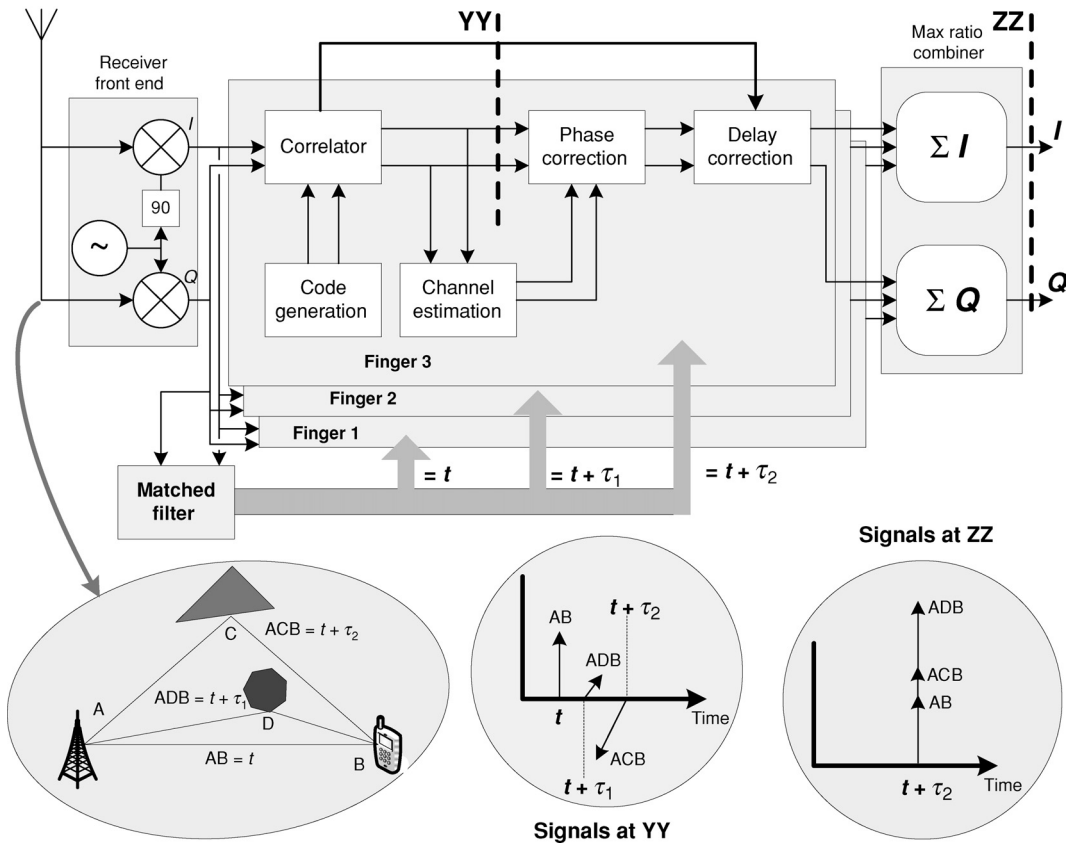 YY
ZZ
Max ratio
combiner
Receiver
front end
I
Correlator
Phase
correction
Delay
correction
Σ I
I
90
~
Q
Code
generation
Channel
estimation
Σ Q
Q
Finger 3
Finger 2
Finger 1
= t
= t + τ1
= t + τ2
Matched
filter
Signals at ZZ
C
ACB = t + τ2
ADB = t + τ1
A
D
AB = t
B
AB
t + τ2
ADB
t
Time
ACB
t + τ1
Signals at YY
ADB
ACB
AB
Time
t + τ2